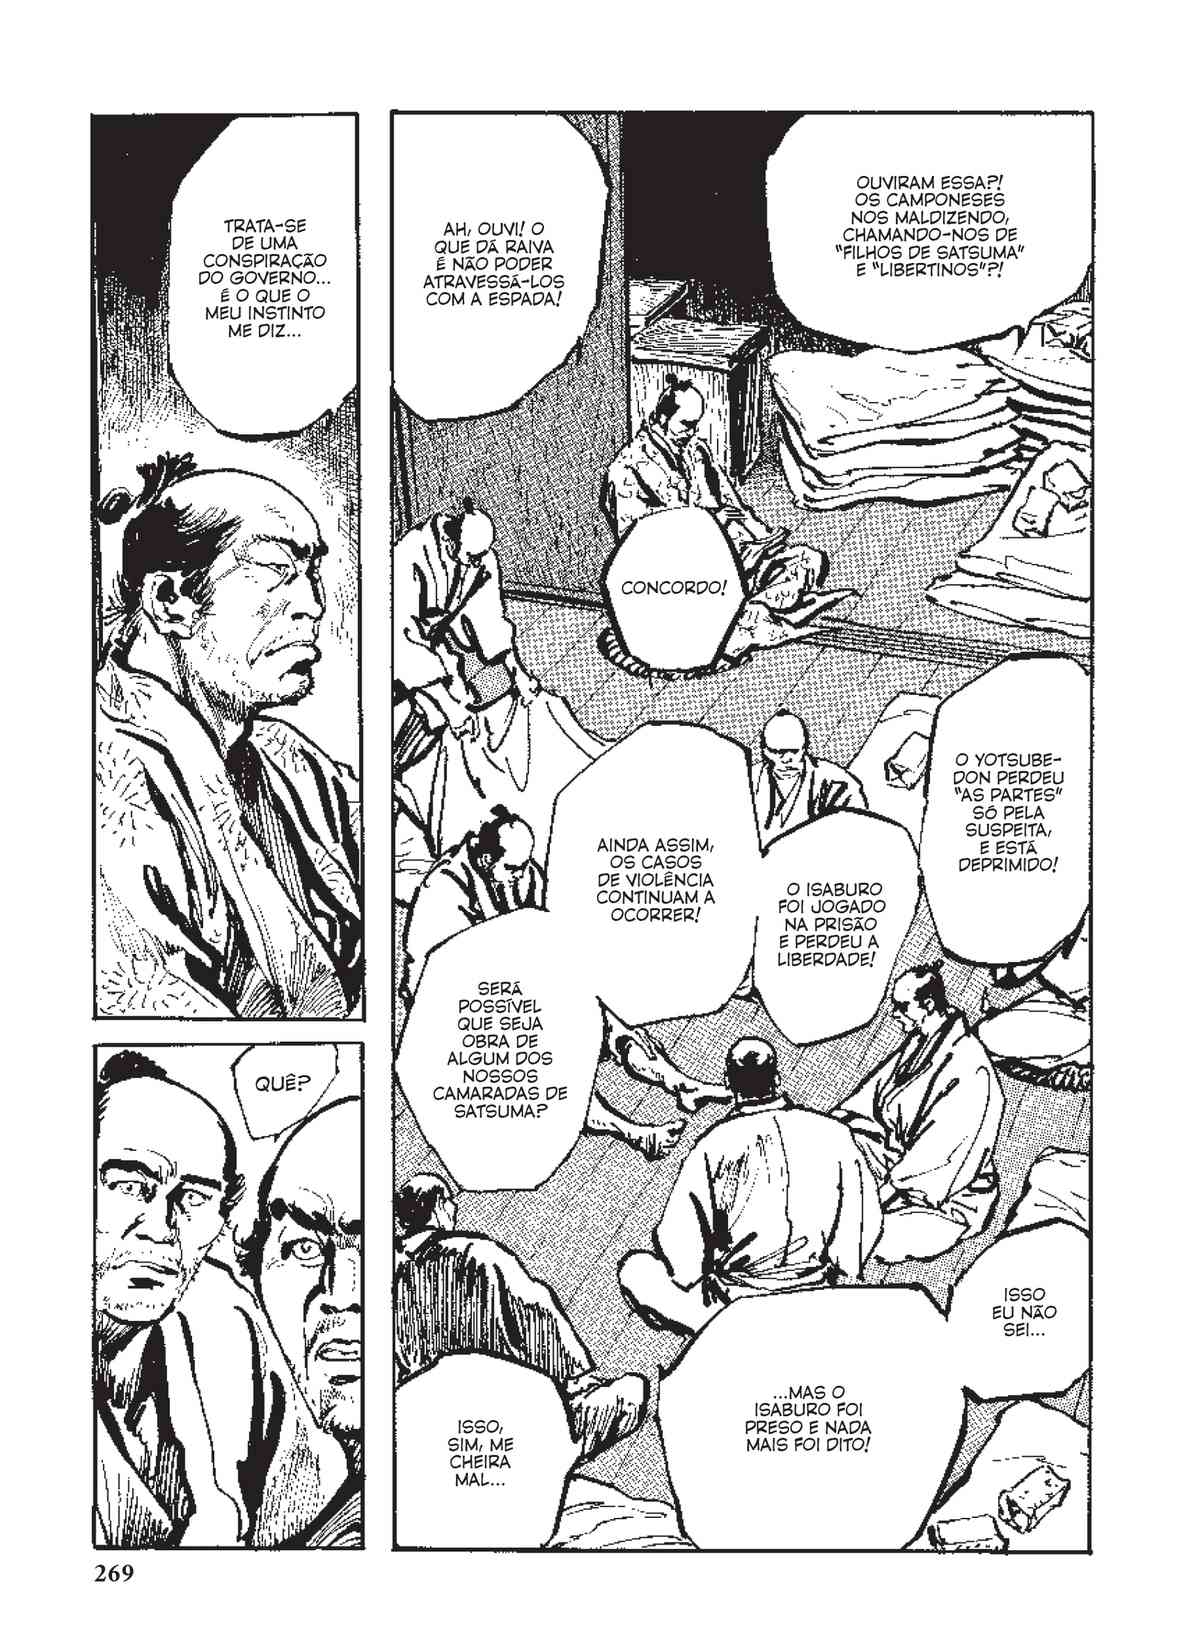 OUVIRAM ESSA?!
OS CAMPONESES
NOS MALDIZENDO,
CHAMANDO-NOS DE
"FILHOS DE SATSUMA"
E "LIBERTINOS"?!
AH, OUVI! O
QUE DÁ RAIVA
É NÃO PODER
ATRAVESSÁ-LOS
COM A ESPADA!
CONCORDO!
O YOTSUBE-
DON PERDEU
"AS PARTES"
SÓ PELA
SUSPEITA,
E ESTÁ
DEPRIMIDO!
O ISABURO
FOI JOGADO
NA PRISÃO
E PERDEU A
LIBERDADE!
AINDA ASSIM,
OS CASOS
DE VIOLÊNCIA
CONTINUAM A
OCORRER!
SERÁ
POSSÍVEL
QUE SEJA
OBRA DE
ALGUM DOS
NOSSOS
CAMARADAS DE
SATSUMA?
ISSO
EU NÃO
SEI...
...MAS O
ISABURO FOI
PRESO E NADA
MAIS FOI DITO!
ISSO,
SIM, ME
CHEIRA
MAL...
TRATA-SE
DE UMA
CONSPIRAÇÃO
DO GOVERNO...
É O QUE O
MEU INSTINTO
ME DIZ...
QUÊ?
269